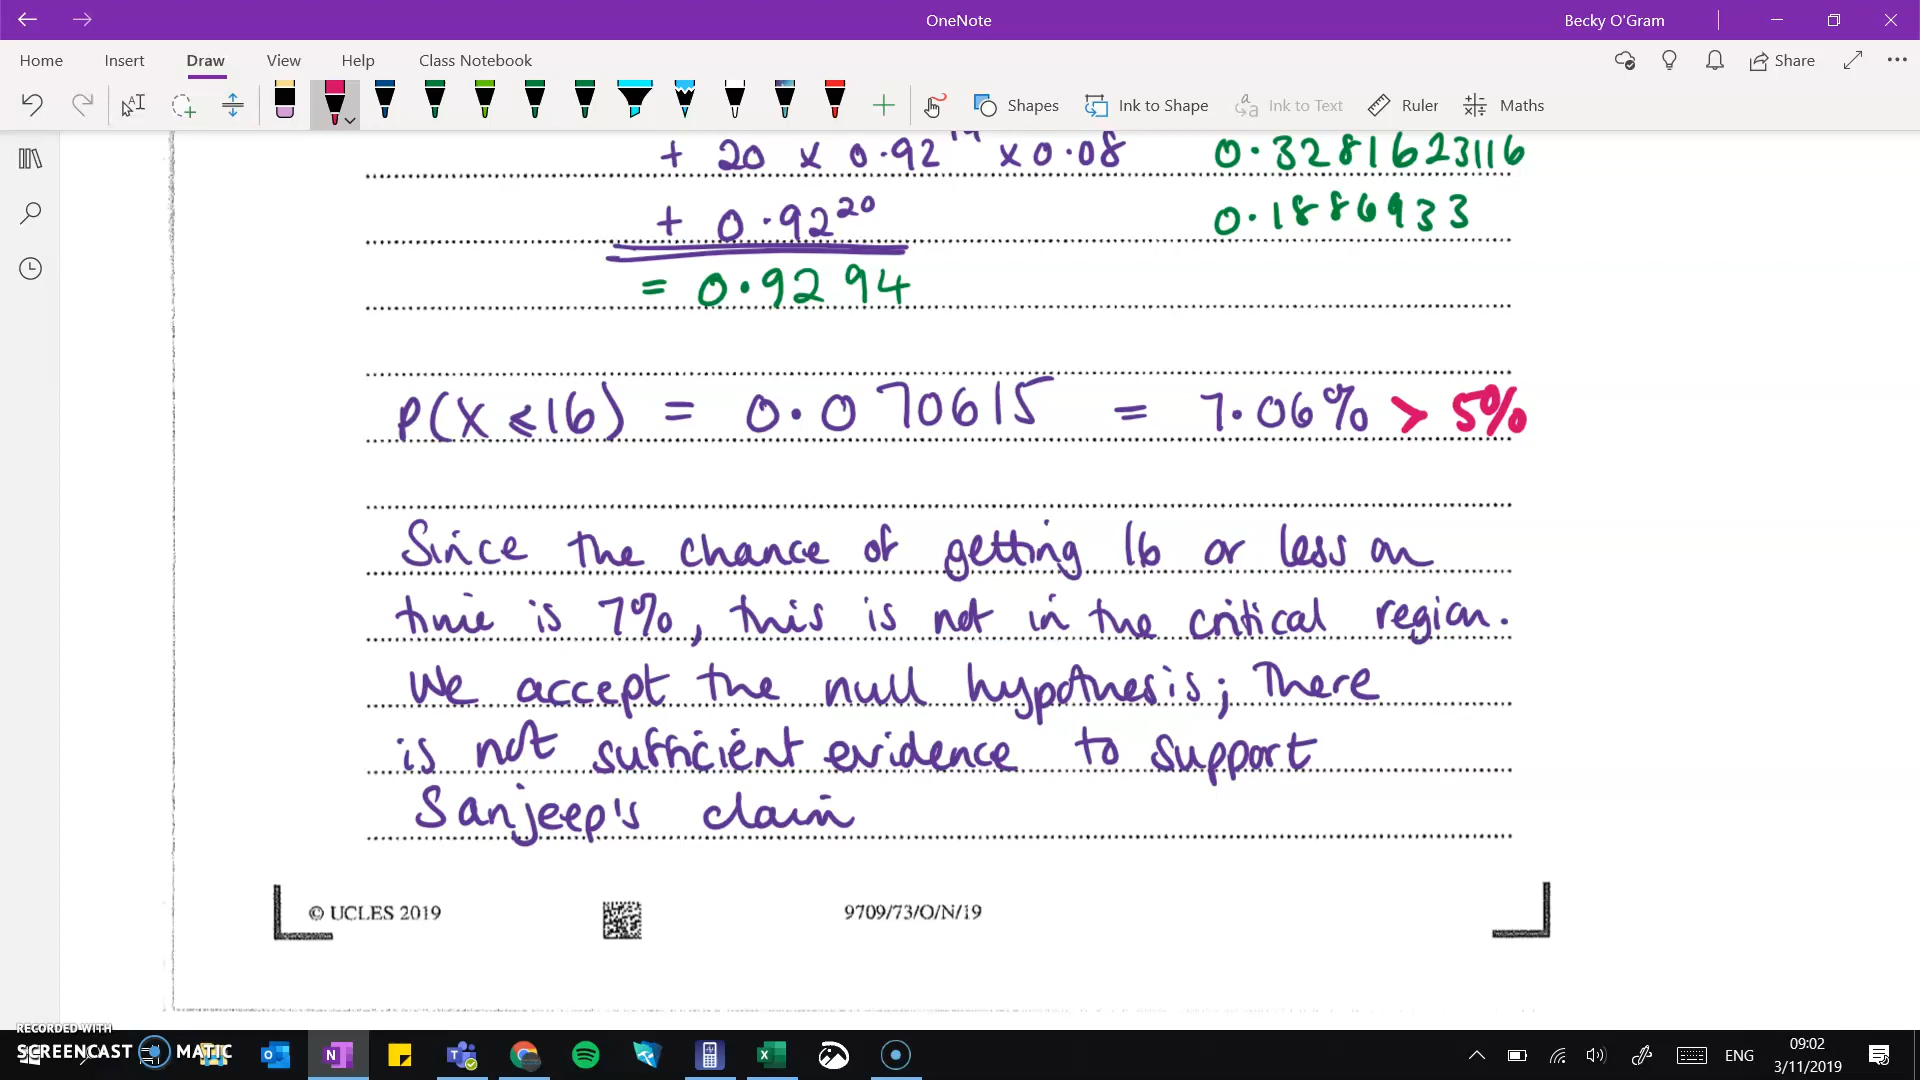 OneNote
Becky O'Gram
Home Insert Draw View Help Class Notebook
Share
Shapes Ink to Shape Ink to Text Ruler Maths
+ 20 x 0.92¹⁹ x 0.08 0.3281623116
+ 0.92²⁰ 0.1886933
= 0.9294
P(X ⩽ 16) = 0.070615 = 7.06% > 5%
Since the chance of getting 16 or less on
time is 7%, this is not in the critical region.
We accept the null hypothesis; There
is not sufficient evidence to support
Sanjeep's claim
© UCLES 2019 9709/73/O/N/19
RECORDED WITH
SCREENCAST MATIC
ENG
09:02
3/11/2019